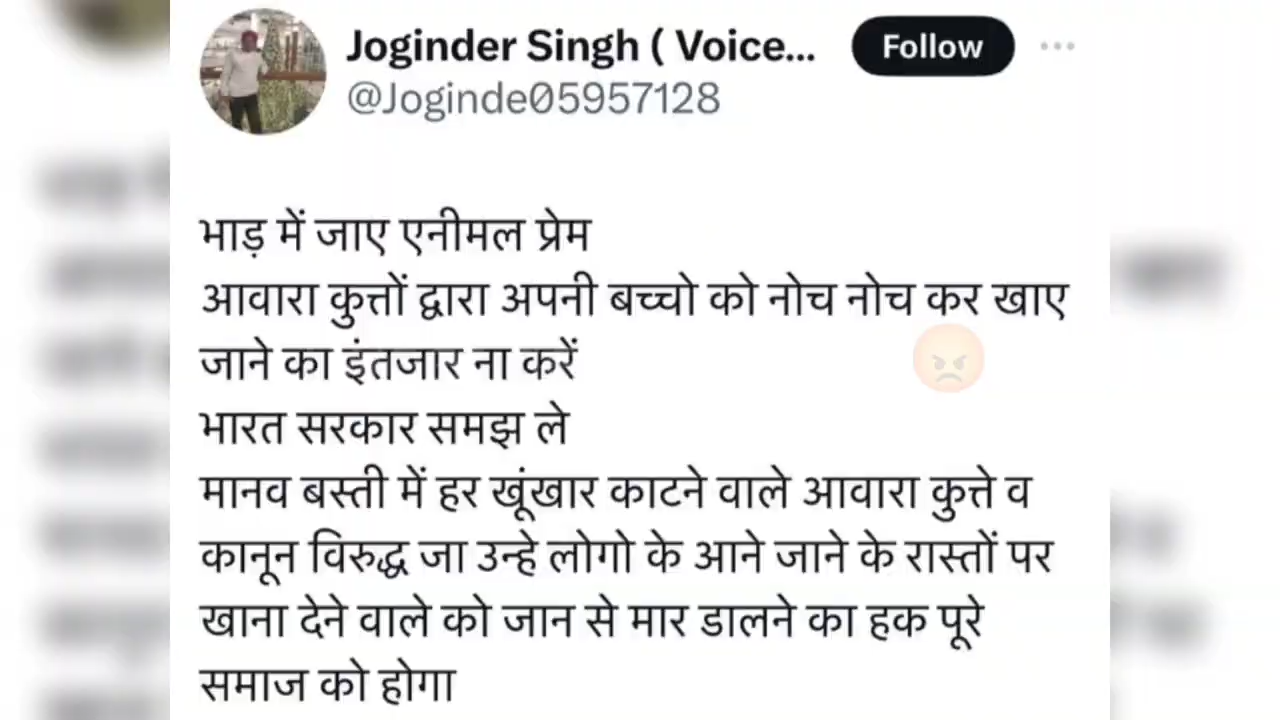 Joginder Singh ( Voice...
Follow
@Joginde05957128
भाड़ में जाए एनीमल प्रेम
आवारा कुत्तों द्वारा अपनी बच्चो को नोच नोच कर खाए
जाने का इंतजार ना करें
भारत सरकार समझ ले
मानव बस्ती में हर खूंखार काटने वाले आवारा कुत्ते व
कानून विरुद्ध जा उन्हे लोगो के आने जाने के रास्तों पर
खाना देने वाले को जान से मार डालने का हक पूरे
समाज को होगा